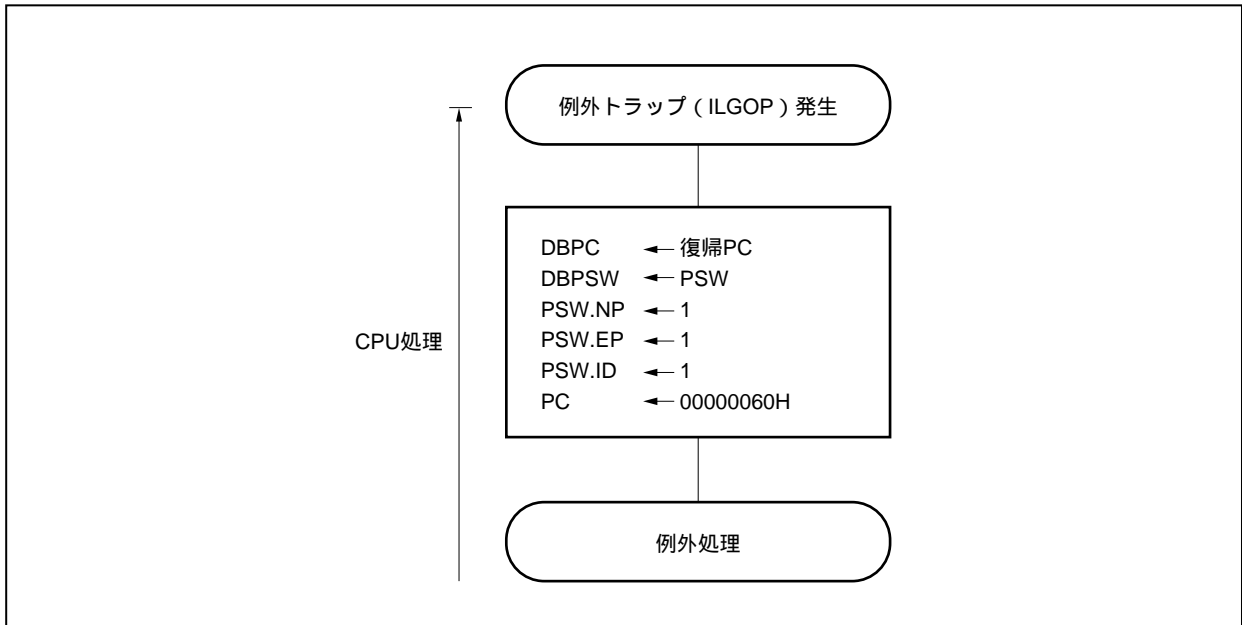 例外トラップ（ILGOP）発生
DBPC ← 復帰PC
DBPSW ← PSW
PSW.NP ← 1
PSW.EP ← 1
PSW.ID ← 1
PC ← 00000060H
CPU処理
例外処理